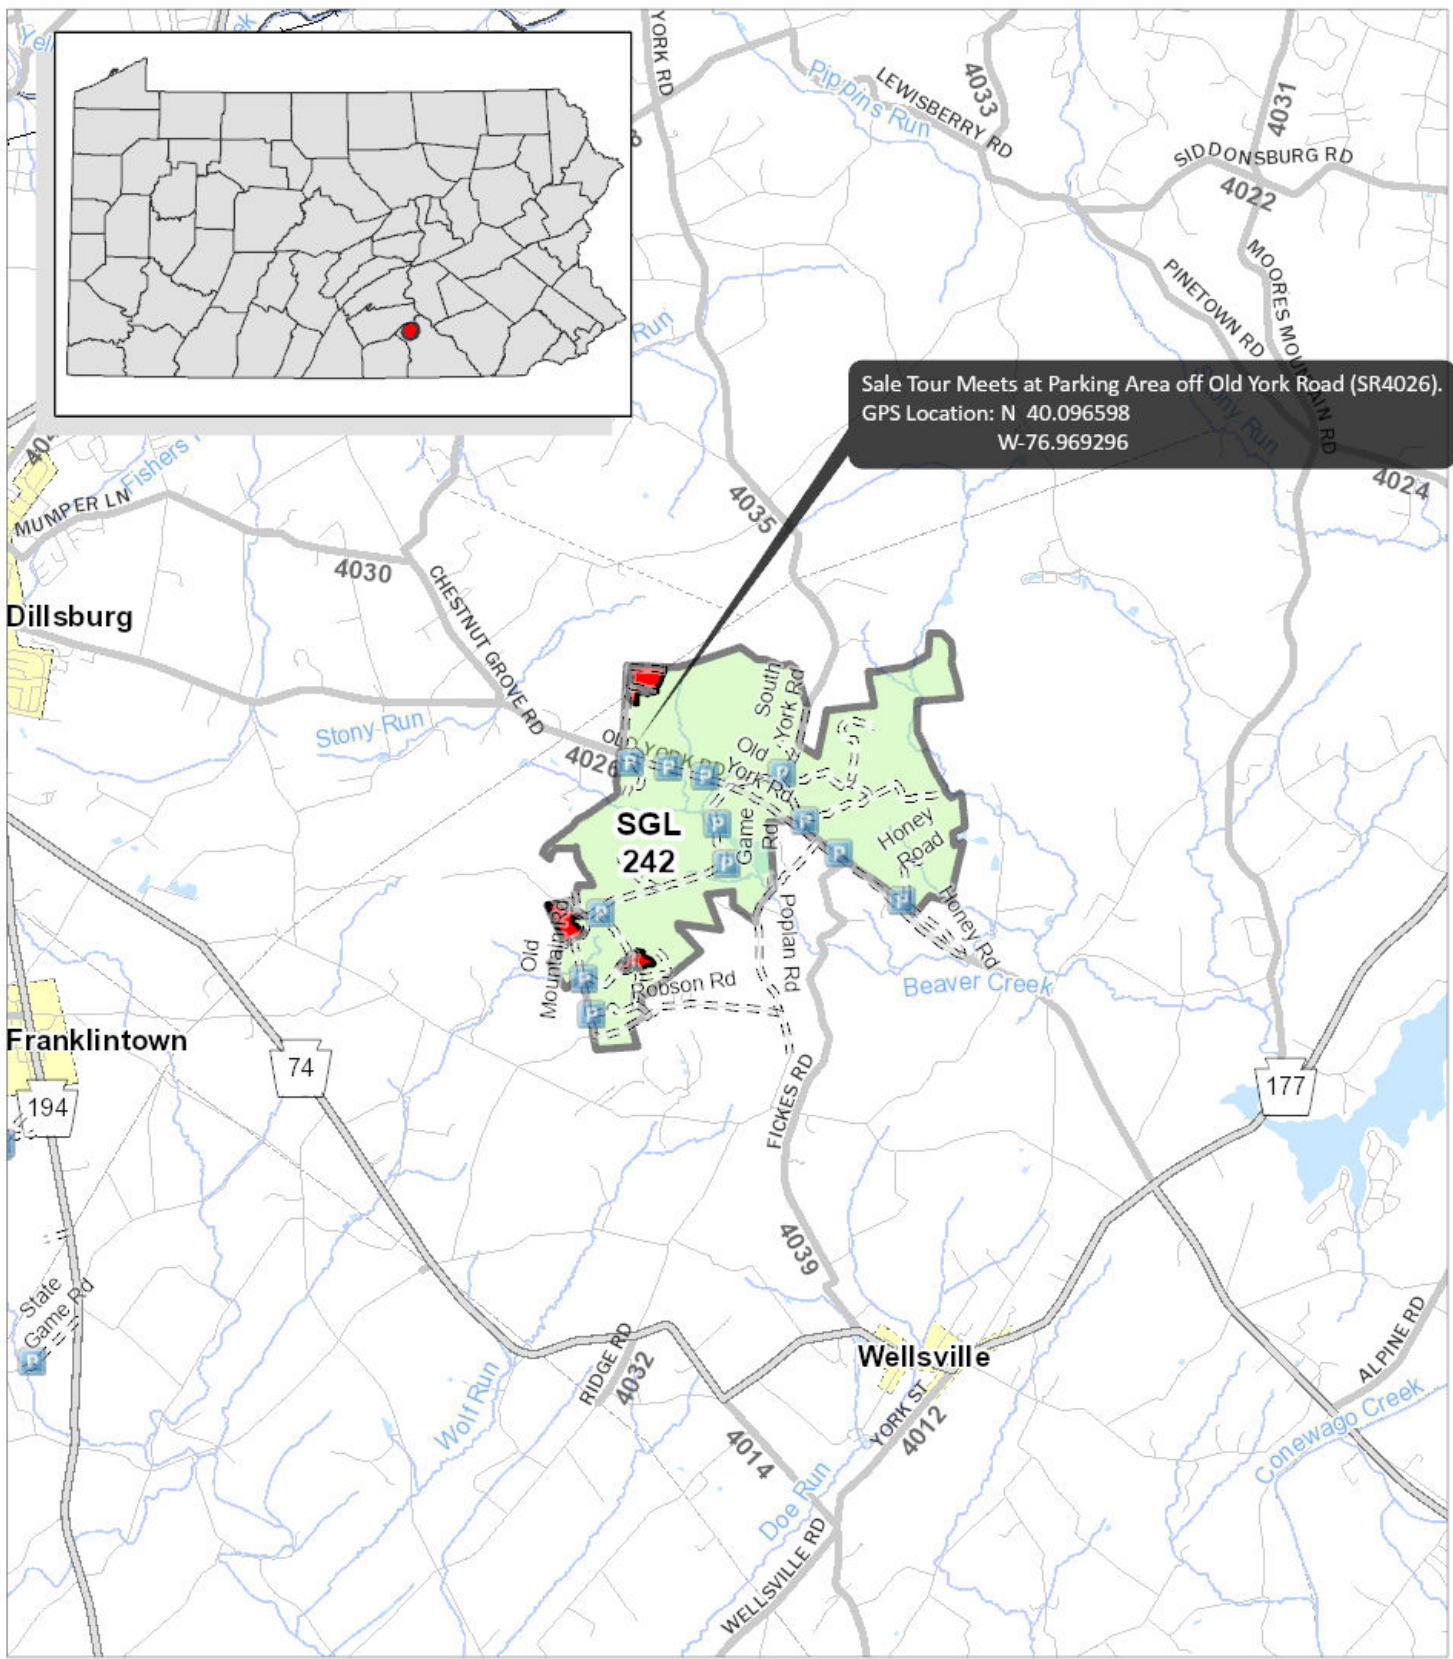 Yel
ek
YORK RD
Pippins Run
LEWISBERRY RD
4033
4031
SIDDONSBURG RD
4022
MOORES MOUNTAIN RD
PINETOWN RD
Run
Sale Tour Meets at Parking Area off Old York Road (SR4026).
GPS Location: N 40.096598
W-76.969296
Stony Run
4024
Fishers
MUMPER LN
4030
4035
CHESTNUT GROVE RD
Dillsburg
Stony Run
4026
OLD YORK RD
South
York Rd
Old
York Rd
SGL
242
Game
Rd
Honey
Road
Honey Rd
Old
Mountain Rd
Poplan Rd
Robson Rd
Beaver Creek
Franklintown
74
194
177
FICKES RD
4039
State
Game Rd
Wellsville
RIDGE RD
4032
Wolf Run
ALPINE RD
YORK ST
4012
4014
Conewago Creek
Doe Run
WELLSVILLE RD
P
P
P
P
P
P
P
P
P
P
P
P
P